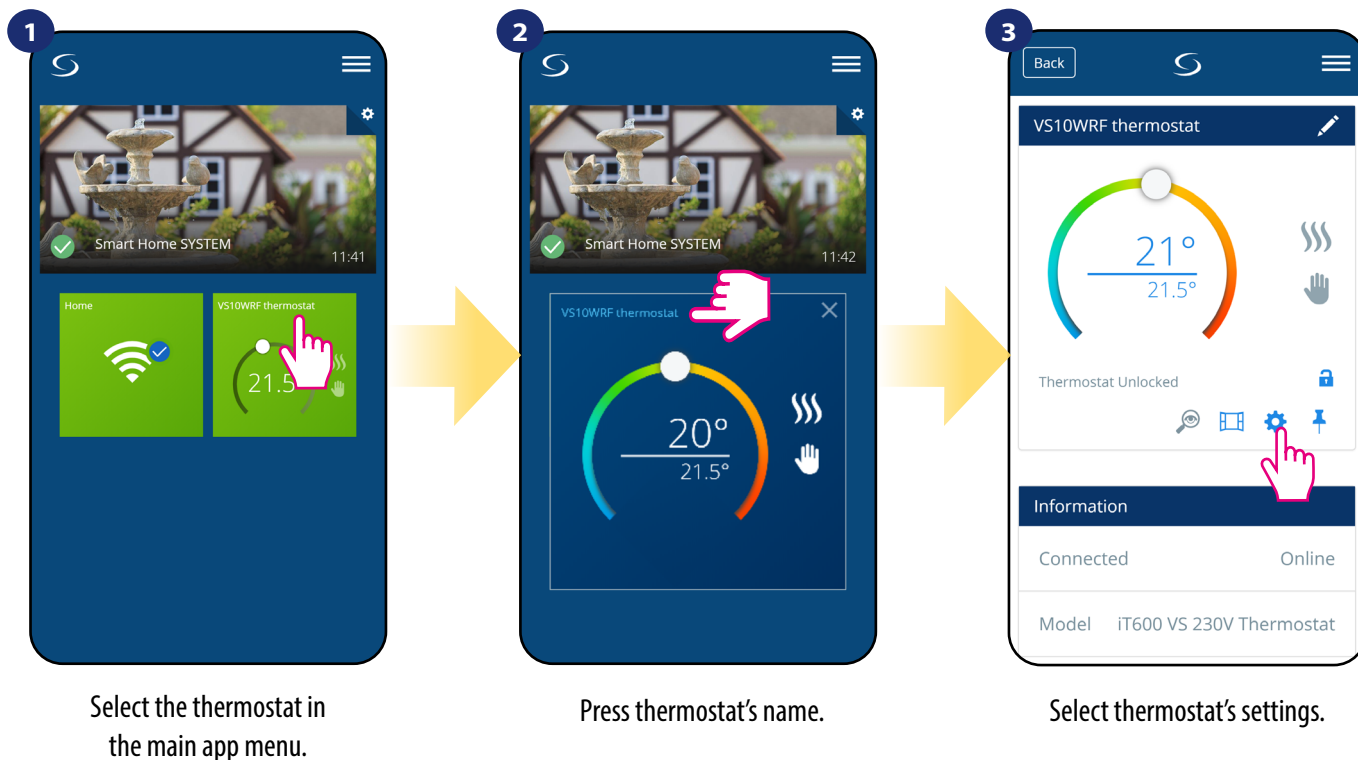 1
Smart Home SYSTEM
11:41
Home
VS10WRF thermostat
21.5
Select the thermostat in
the main app menu.
2
Smart Home SYSTEM
11:42
VS10WRF thermostat
20°
21.5°
Press thermostat's name.
3
Back
VS10WRF thermostat
21°
21.5°
Thermostat Unlocked
Information
Connected Online
Model iT600 VS 230V Thermostat
Select thermostat's settings.